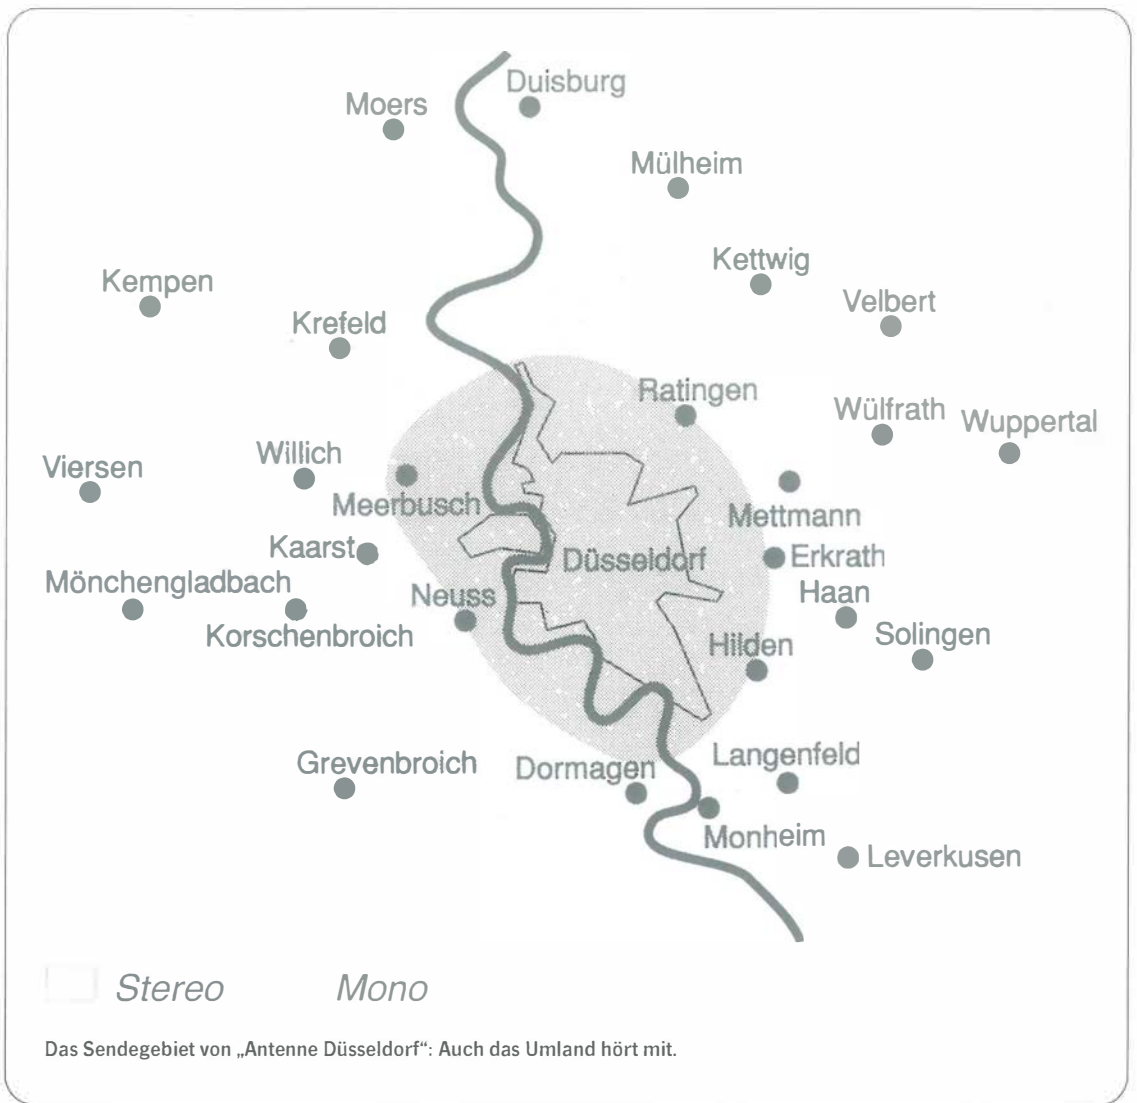 Duisburg
Moers
Mülheim
Kettwig
Kempen
Velbert
Krefeld
Ratingen
Wülfrath
Wuppertal
Willich
Viersen
Meerbusch
Mettmann
Kaarst
Düsseldorf
Erkrath
Mönchengladbach
Neuss
Haan
Korschenbroich
Solingen
Hilden
Grevenbroich
Dormagen
Langenfeld
Monheim
Leverkusen
Stereo
Mono
Das Sendegebiet von „Antenne Düsseldorf“: Auch das Umland hört mit.